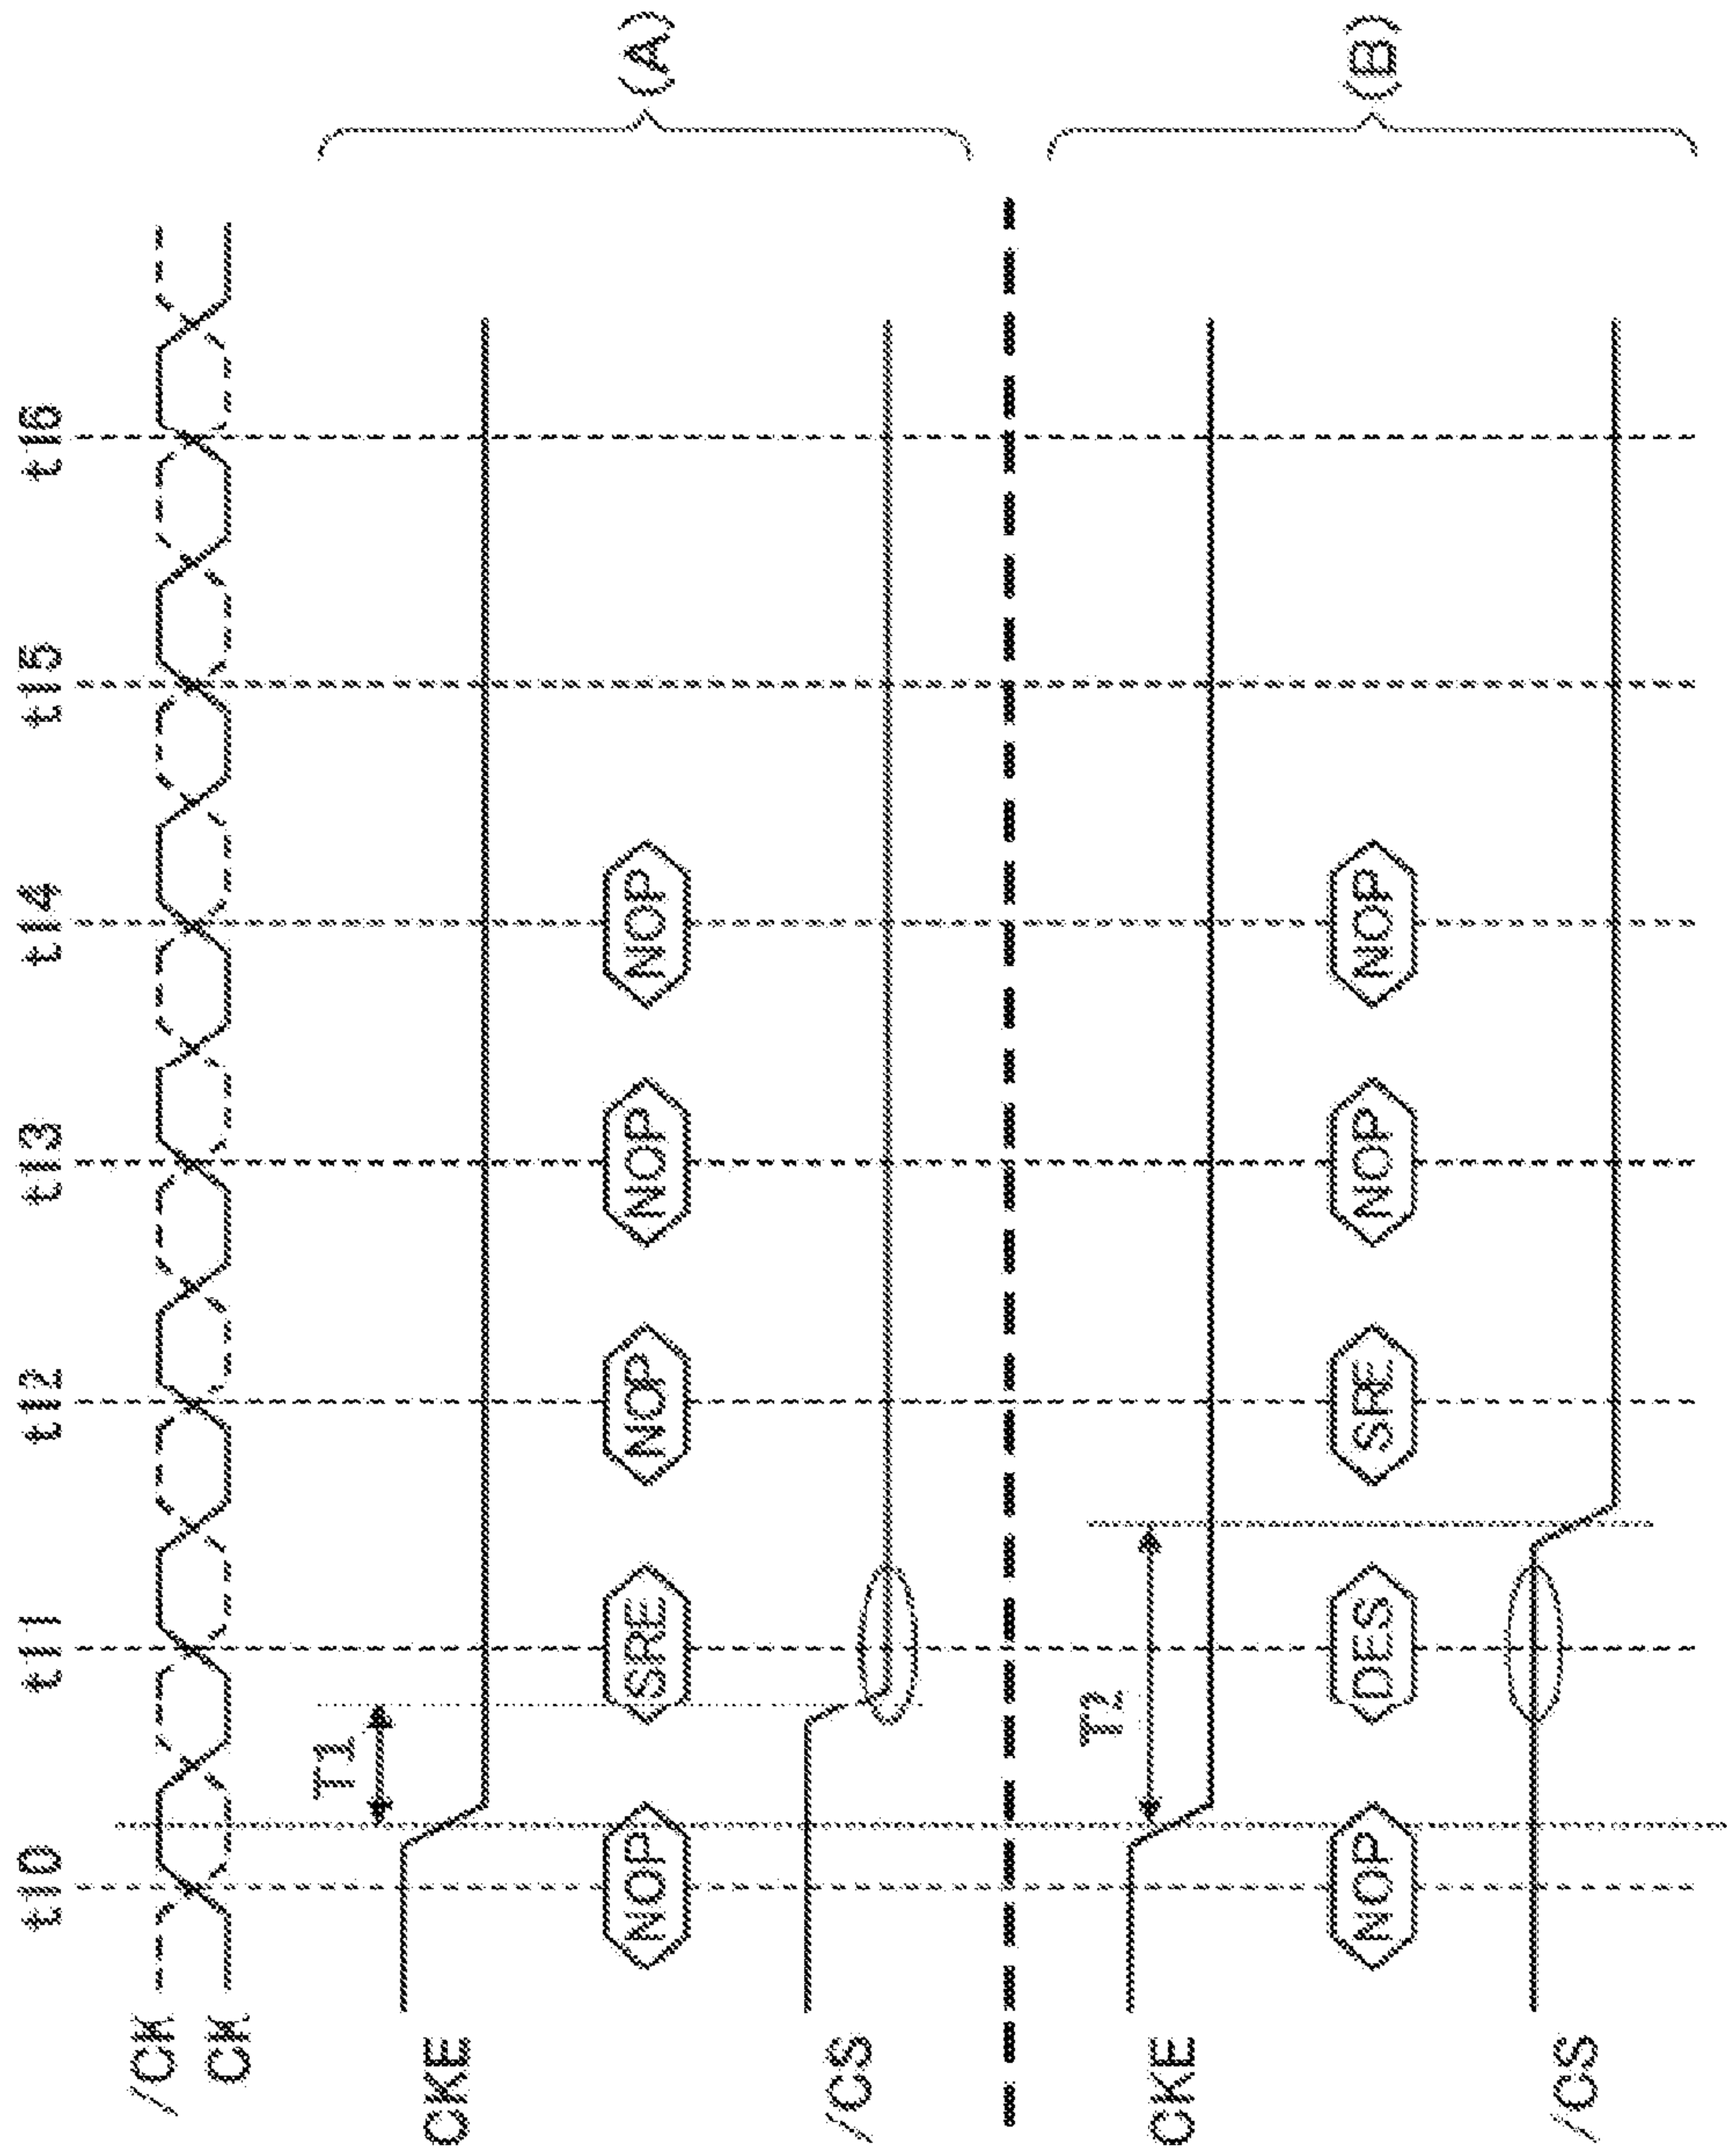 t10 t11 t12 t13 t14 t15 t16
/CK
CK
T1
CKE
NOP SRE NOP NOP NOP
/CS
(A)
T2
CKE
NOP DES SRE NOP NOP
/CS
(B)